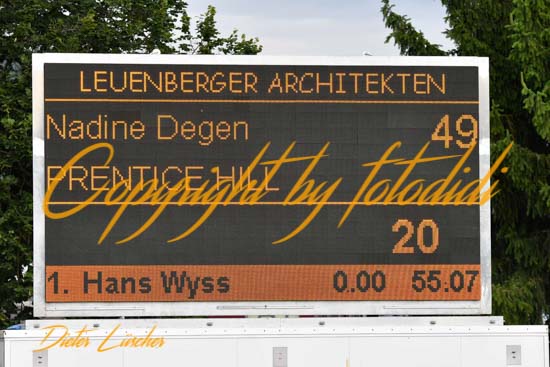 LEUENBERGER ARCHITEKTEN
Nadine Degen 49
PRENTICE HILL
Copyright by fotodidi
20
1. Hans Wyss 0.00 55.07
Dieter Lüscher